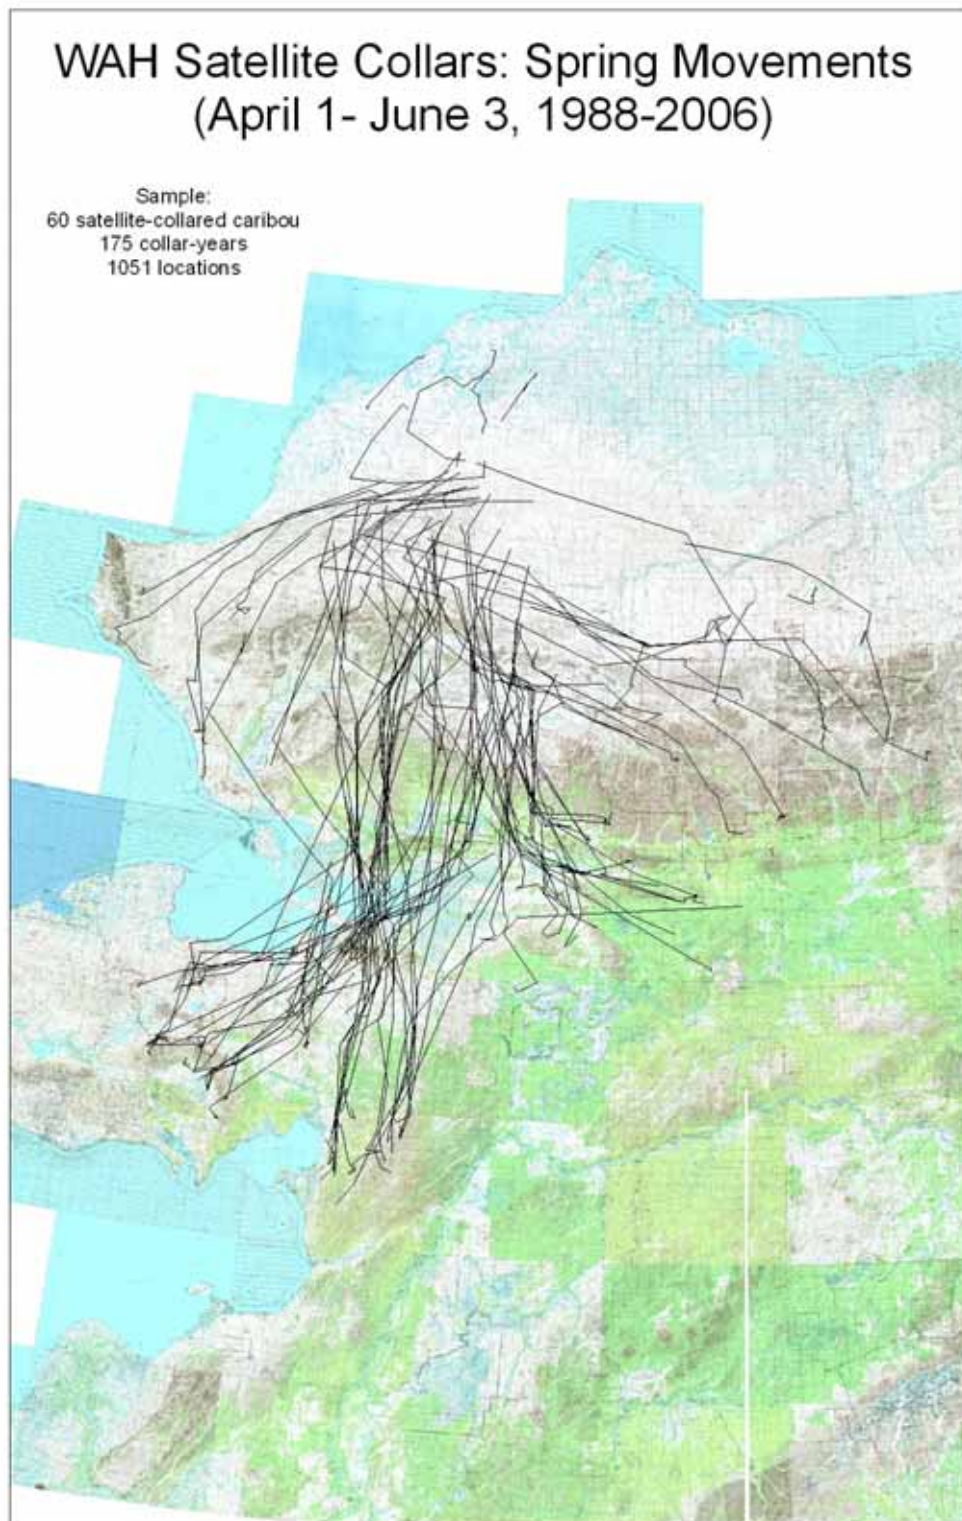 WAH Satellite Collars: Spring Movements
(April 1- June 3, 1988-2006)
Sample:
60 satellite-collared caribou
175 collar-years
1051 locations